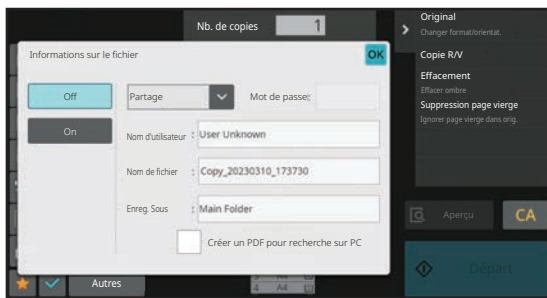 Nb. de copies 1
Original
Changer format/orientat.
Copie R/V
Effacement
Effacer ombre
Suppression page vierge
Ignorer page vierge dans orig.
Informations sur le fichier
OK
Off
On
Partage
Mot de passe:
Nom d'utilisateur : User Unknown
Nom de fichier : Copy_20230310_173730
Enreg. Sous : Main Folder
Créer un PDF pour recherche sur PC
Aperçu
CA
Départ
Autres
4 A4